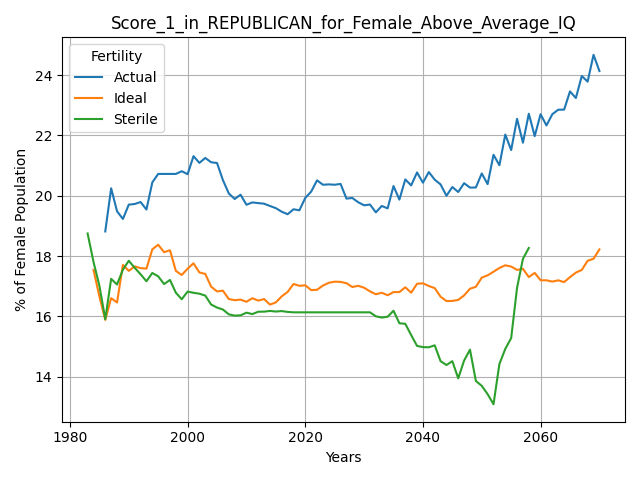 Score_1_in_REPUBLICAN_for_Female_Above_Average_IQ
Fertility
Actual
Ideal
Sterile
% of Female Population
24
22
20
18
16
14
1980
2000
2020
2040
2060
Years